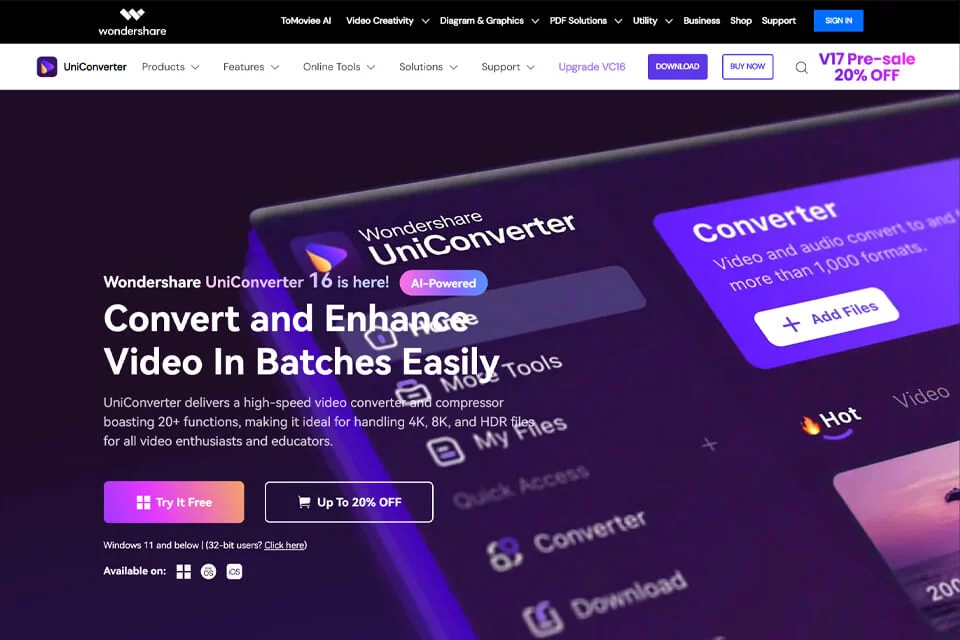 wondershare
ToMoviee AI Video Creativity Diagram & Graphics PDF Solutions Utility Business Shop Support SIGN IN
UniConverter Products Features Online Tools Solutions Support Upgrade VC16 DOWNLOAD BUY NOW
V17 Pre-sale
20% OFF
Wondershare UniConverter 16 is here! AI-Powered
Convert and Enhance
Video In Batches Easily
UniConverter delivers a high-speed video converter and compressor
boasting 20+ functions, making it ideal for handling 4K, 8K, and HDR files
for all video enthusiasts and educators.
Try It Free Up To 20% OFF
Windows 11 and below | (32-bit users? Click here)
Available on:
macOS
iOS
Wondershare
UniConverter
Home
More Tools
My Files
Quick Access
Converter
Download
Converter
Video and audio convert to and
more than 1,000 formats.
+ Add Files
Hot Video
200